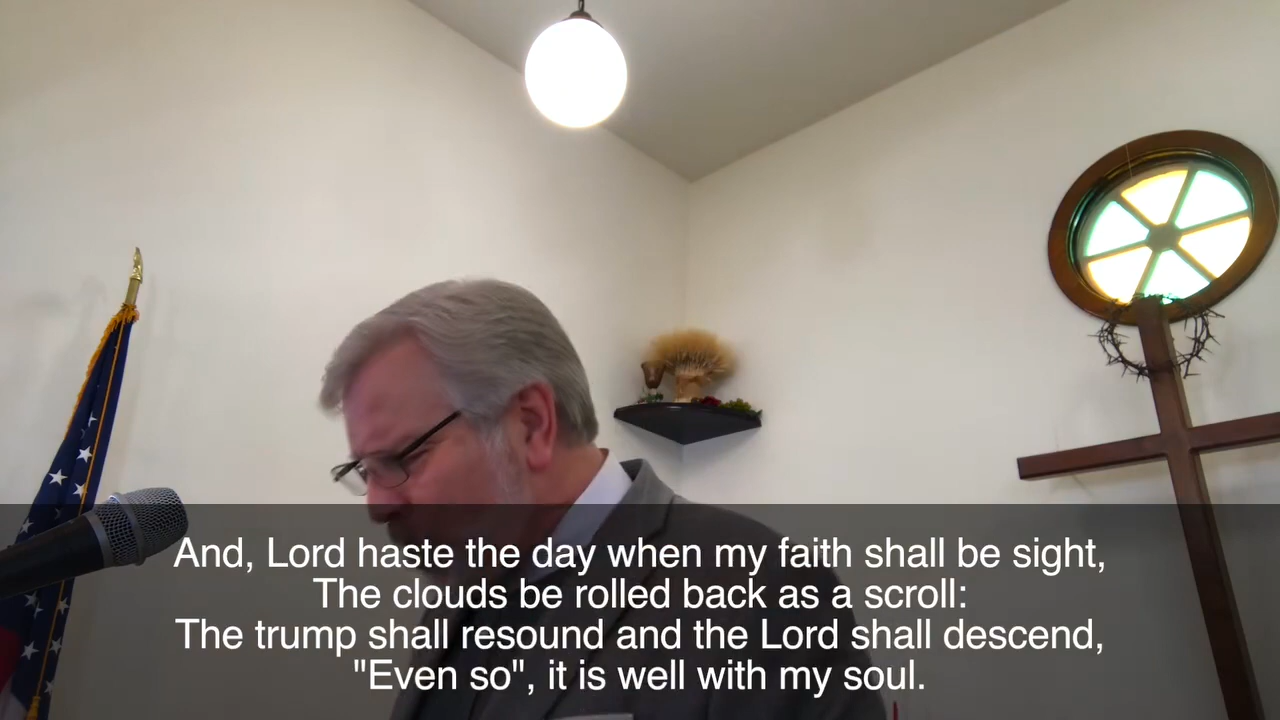 And, Lord haste the day when my faith shall be sight,
The clouds be rolled back as a scroll:
The trump shall resound and the Lord shall descend,
"Even so", it is well with my soul.